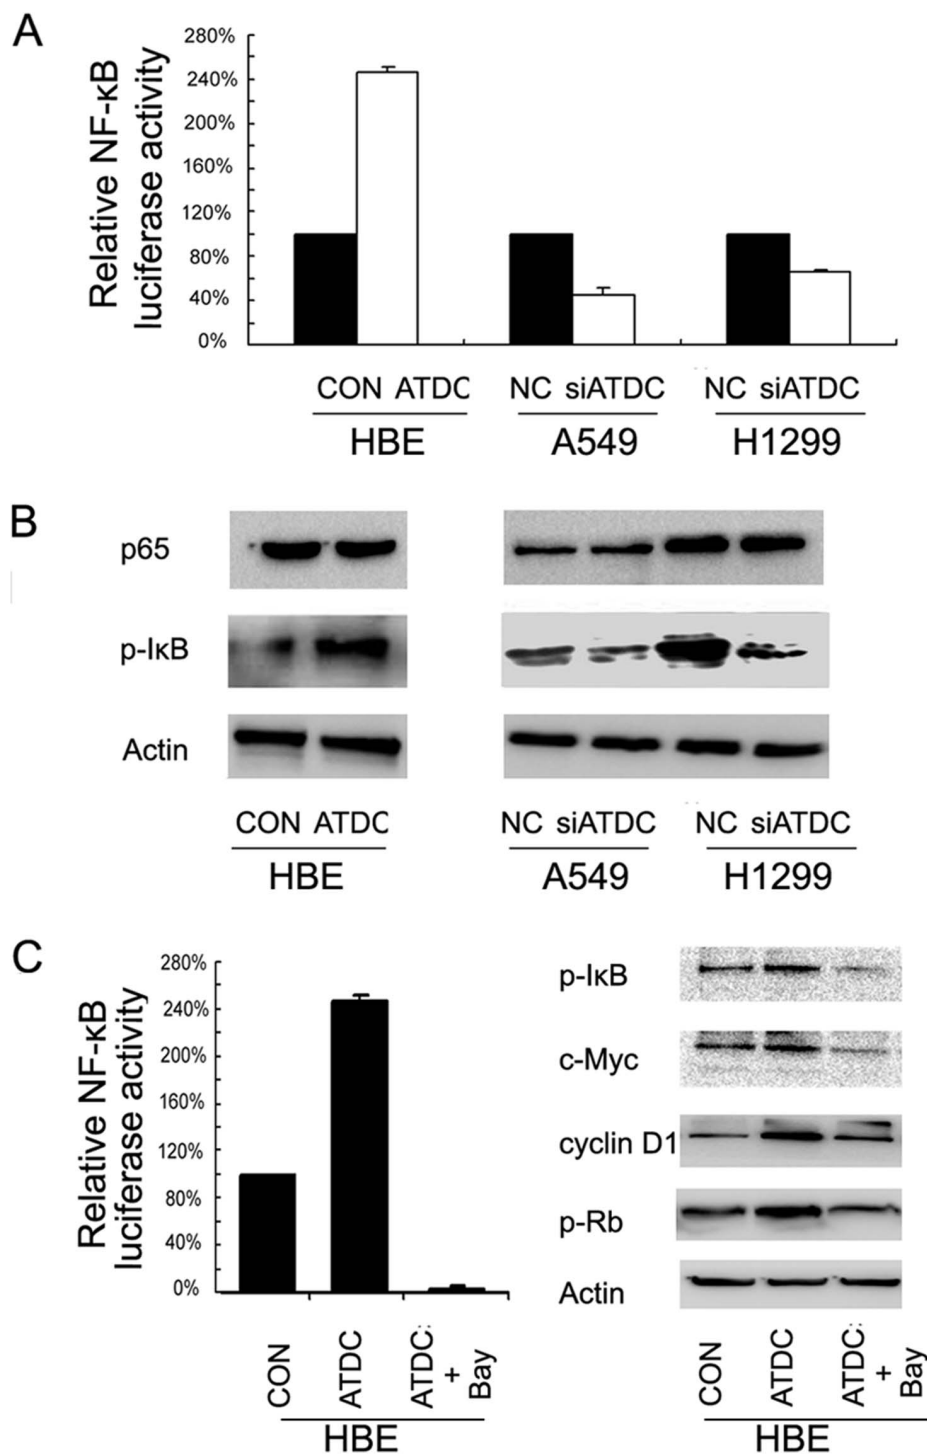 A
Relative NF-κB
luciferase activity
280%
240%
200%
160%
120%
80%
40%
0%
CON ATDC
NC siATDC
NC siATDC
HBE
A549
H1299
B
p65
p-IκB
Actin
CON ATDC
NC siATDC
NC siATDC
HBE
A549
H1299
C
Relative NF-κB
luciferase activity
280%
240%
200%
160%
120%
80%
40%
0%
CON
ATDC
ATDC
+
Bay
HBE
p-IκB
c-Myc
cyclin D1
p-Rb
Actin
CON
ATDC
ATDC
+
Bay
HBE